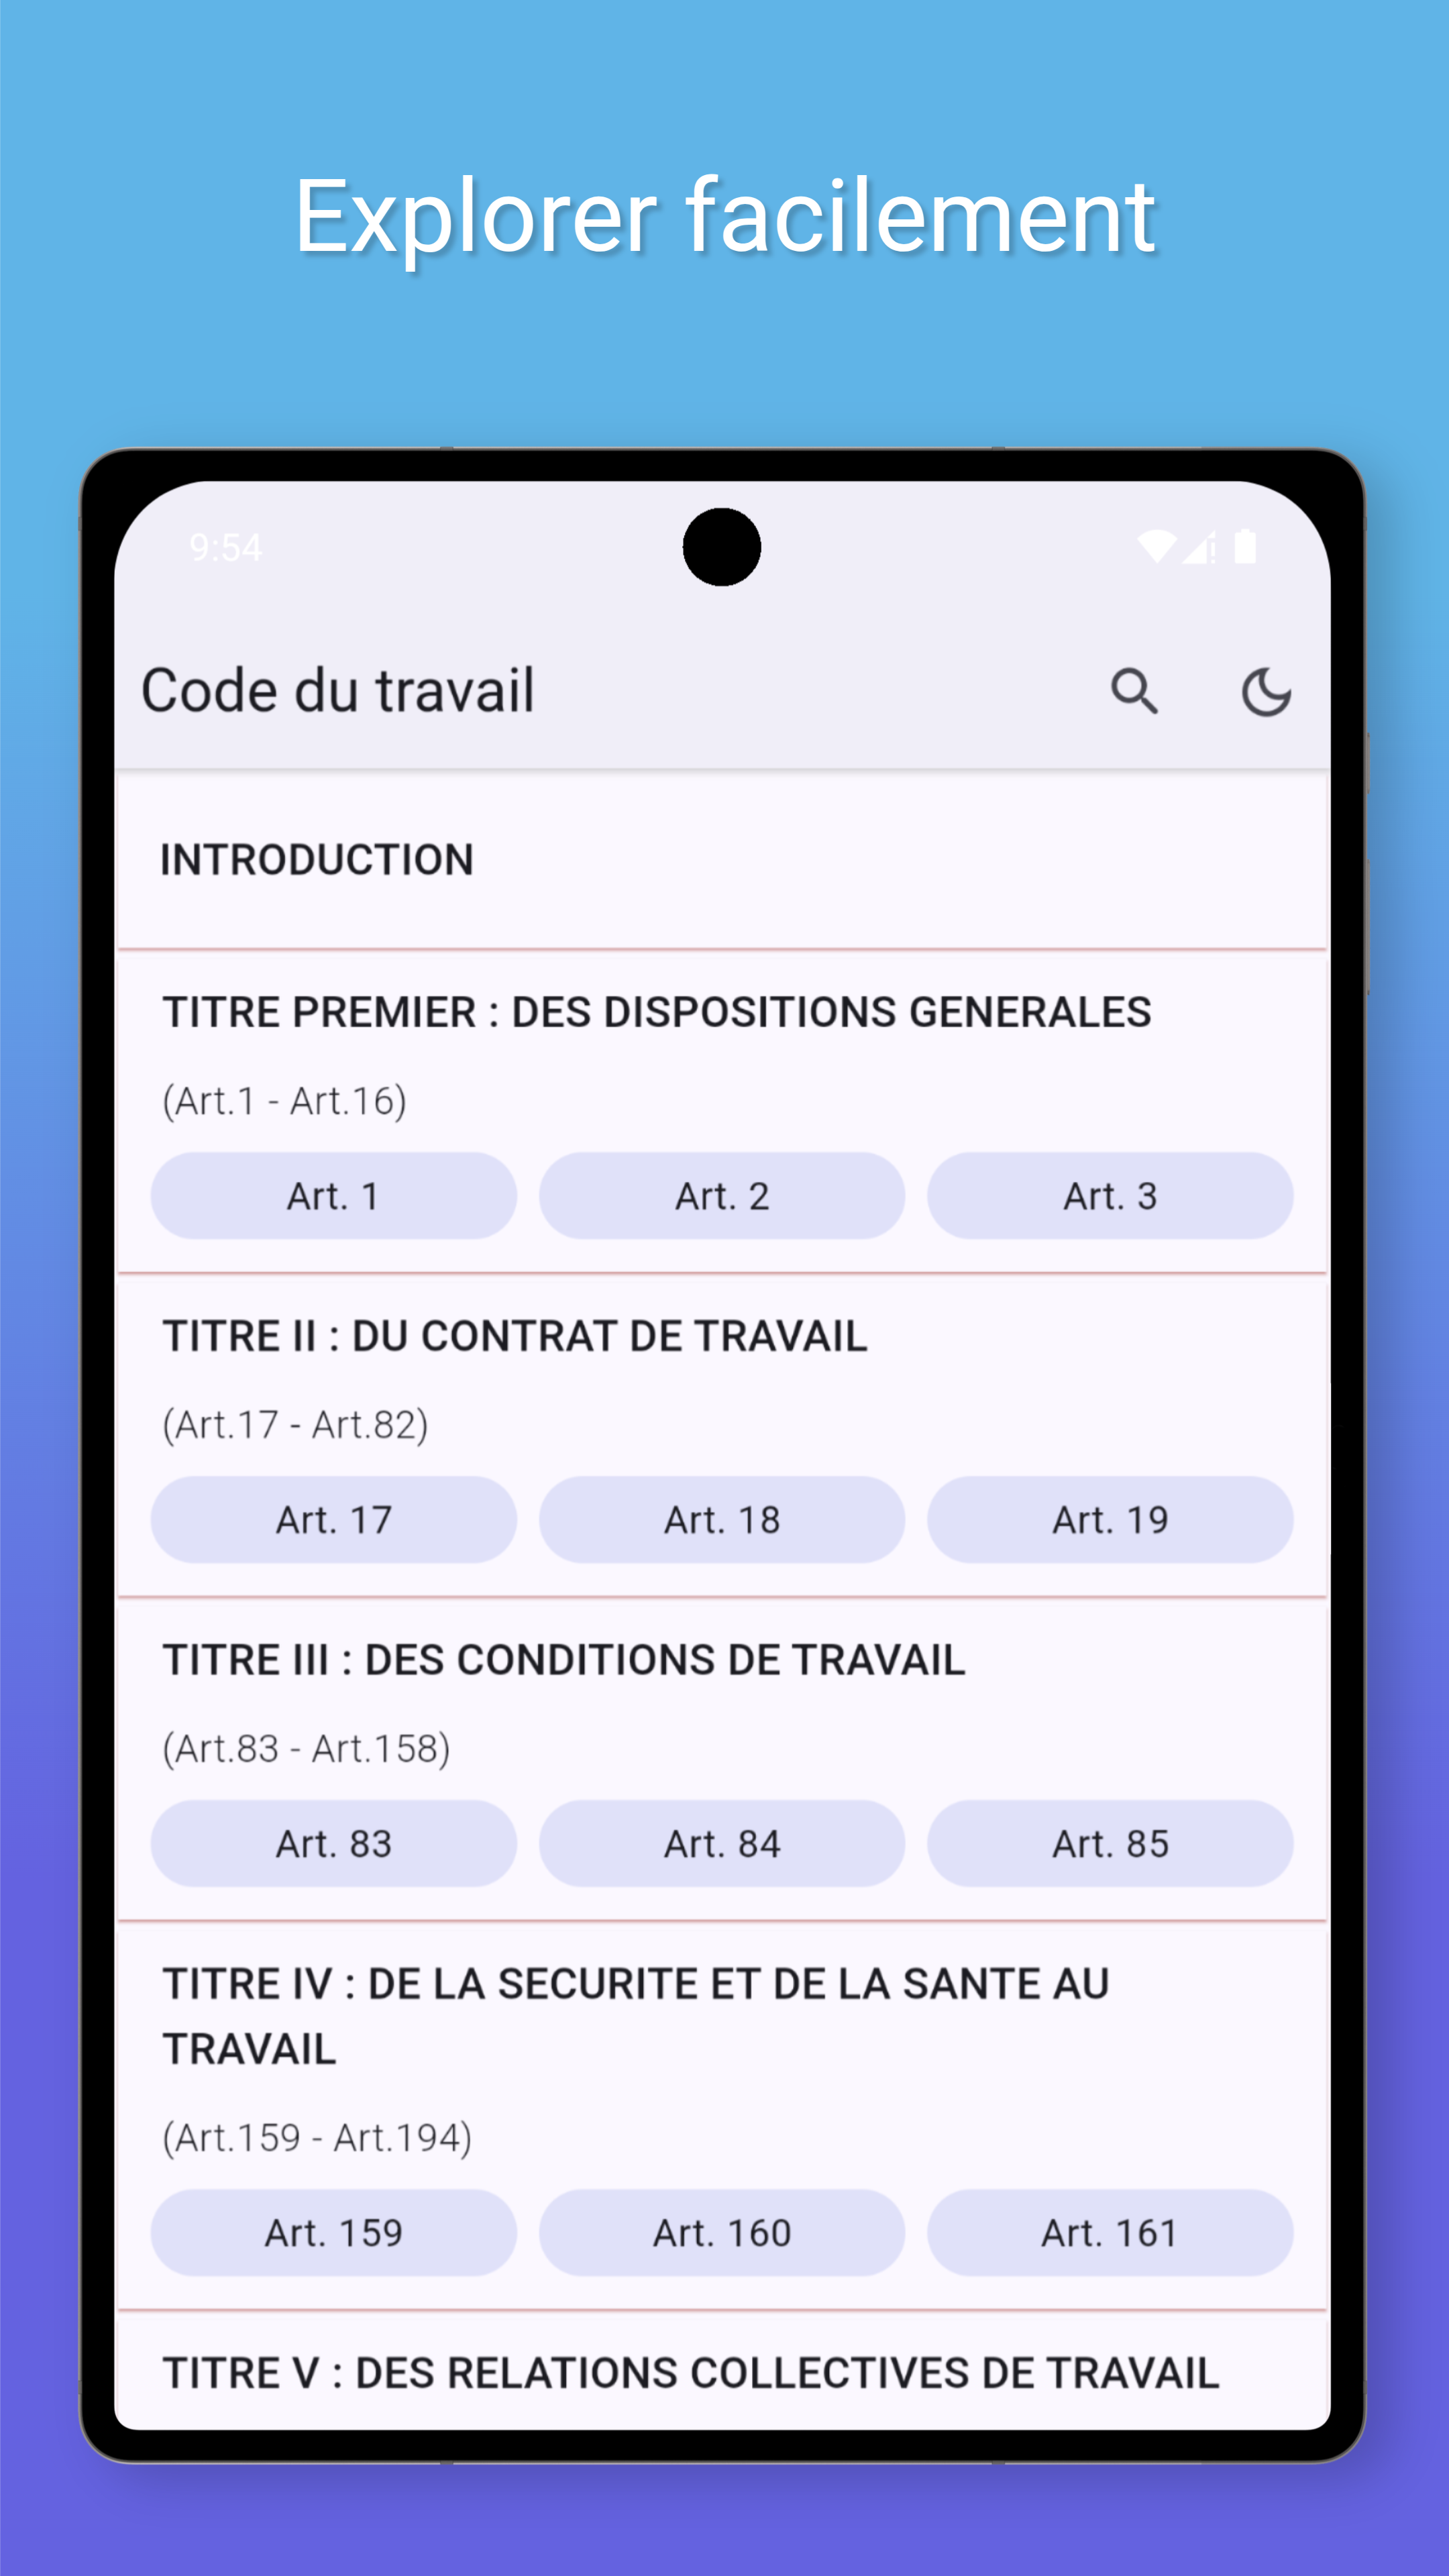 Explorer facilement
9:54
Code du travail
INTRODUCTION
TITRE PREMIER : DES DISPOSITIONS GENERALES
(Art.1 - Art.16)
Art. 1 Art. 2 Art. 3
TITRE II : DU CONTRAT DE TRAVAIL
(Art.17 - Art.82)
Art. 17 Art. 18 Art. 19
TITRE III : DES CONDITIONS DE TRAVAIL
(Art.83 - Art.158)
Art. 83 Art. 84 Art. 85
TITRE IV : DE LA SECURITE ET DE LA SANTE AU
TRAVAIL
(Art.159 - Art.194)
Art. 159 Art. 160 Art. 161
TITRE V : DES RELATIONS COLLECTIVES DE TRAVAIL